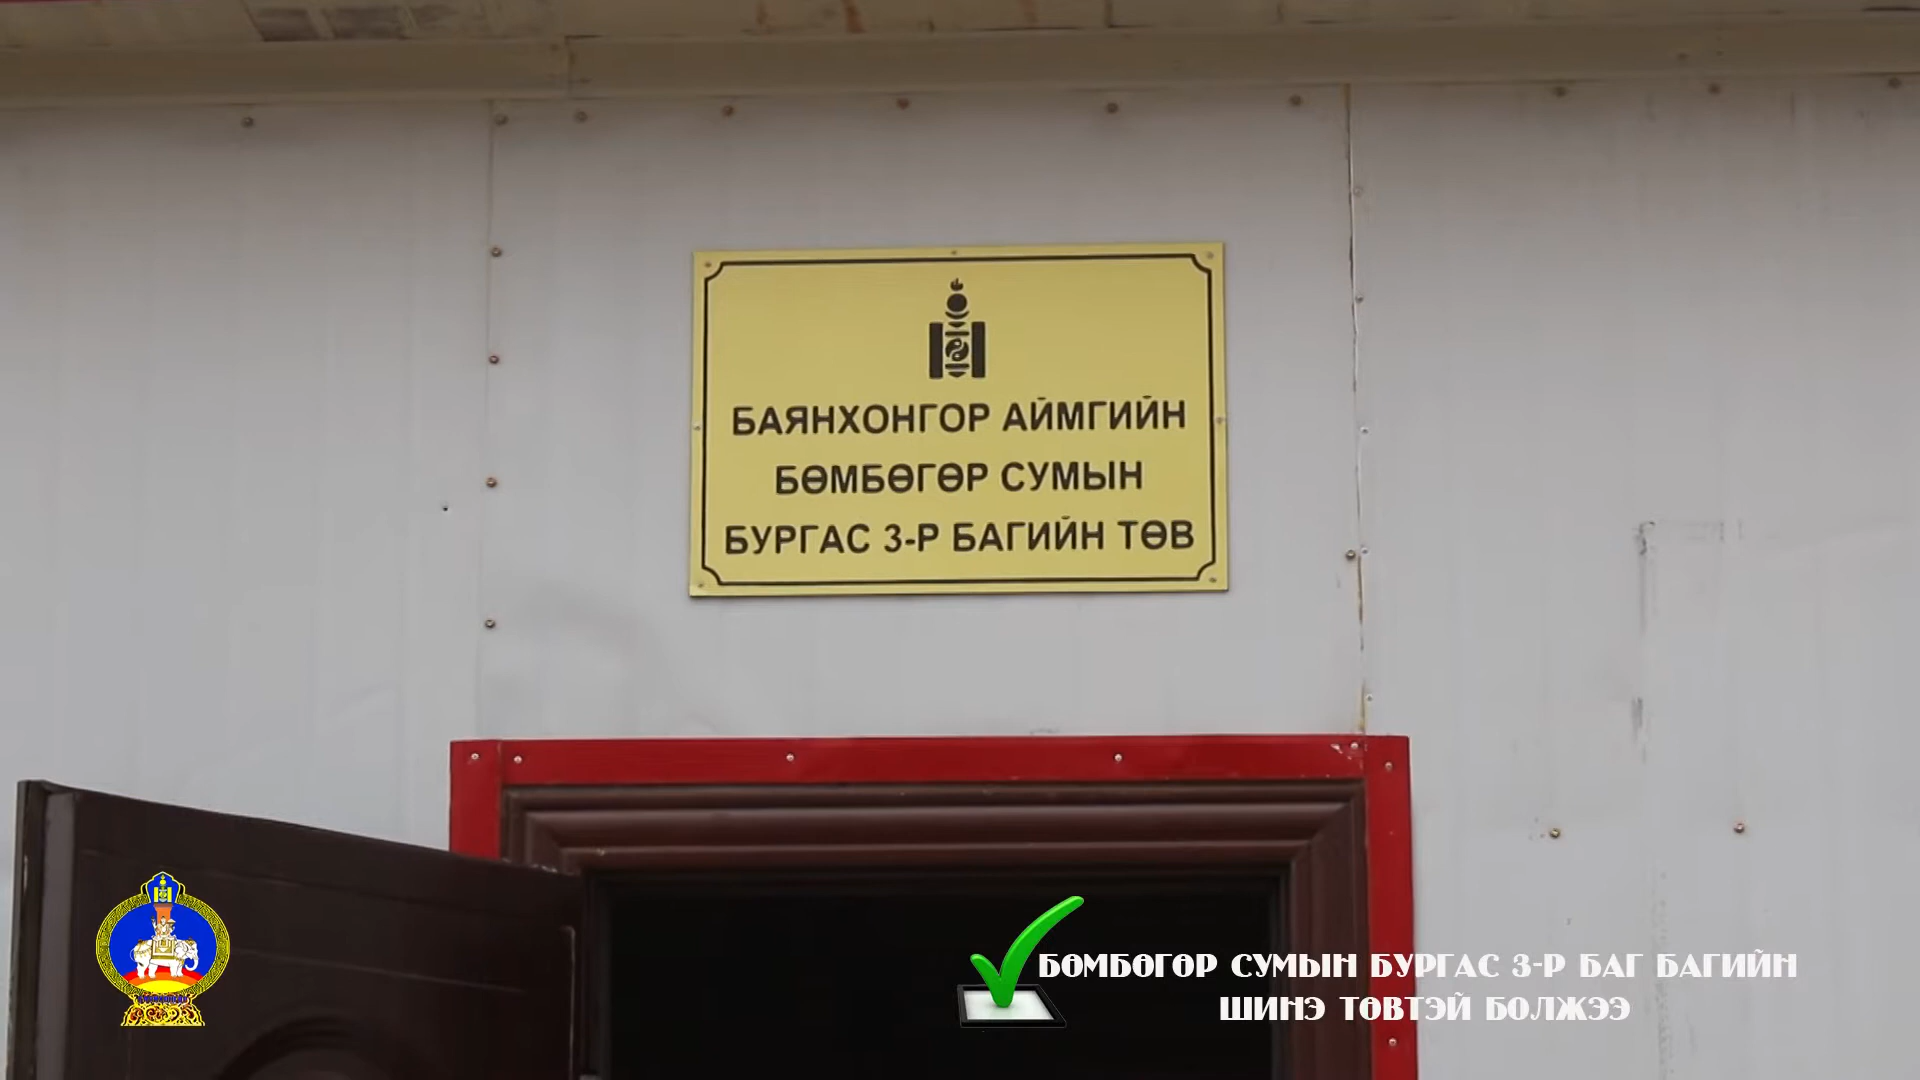 БАЯНХОНГОР АЙМГИЙН
БӨМБӨГӨР СУМЫН
БУРГАС 3-Р БАГИЙН ТӨВ
БӨМБӨГӨР СУМЫН БУРГАС 3-Р БАГ БАГИЙН
ШИНЭ ТӨВТЭЙ БОЛЖЭЭ